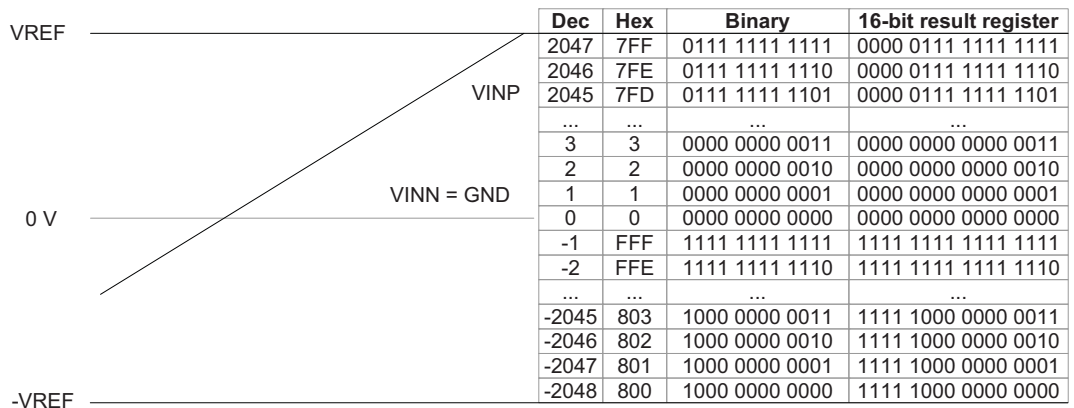 Dec Hex Binary 16-bit result register
VREF
2047 7FF 0111 1111 1111 0000 0111 1111 1111
2046 7FE 0111 1111 1110 0000 0111 1111 1110
VINP
2045 7FD 0111 1111 1101 0000 0111 1111 1101
... ... ... ...
3 3 0000 0000 0011 0000 0000 0000 0011
2 2 0000 0000 0010 0000 0000 0000 0010
VINN = GND
1 1 0000 0000 0001 0000 0000 0000 0001
0 V
0 0 0000 0000 0000 0000 0000 0000 0000
-1 FFF 1111 1111 1111 1111 1111 1111 1111
-2 FFE 1111 1111 1110 1111 1111 1111 1110
... ... ... ...
-2045 803 1000 0000 0011 1111 1000 0000 0011
-2046 802 1000 0000 0010 1111 1000 0000 0010
-2047 801 1000 0000 0001 1111 1000 0000 0001
-2048 800 1000 0000 0000 1111 1000 0000 0000
-VREF